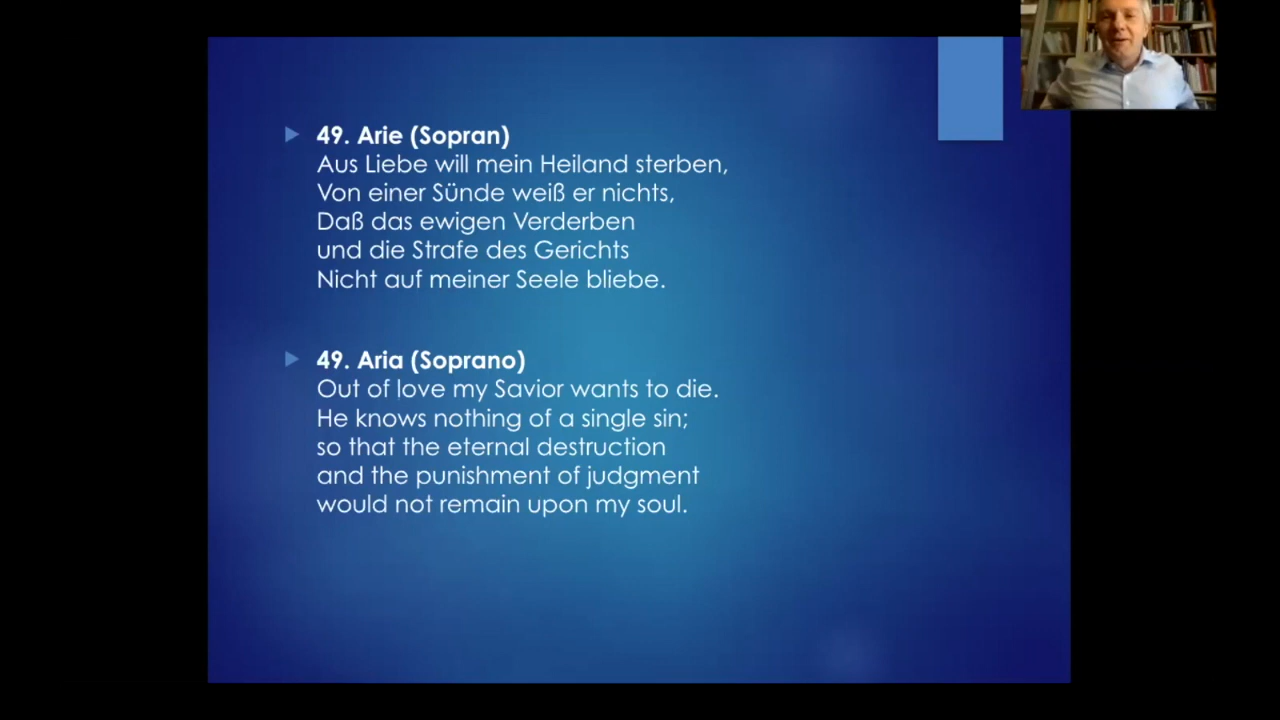 49. Arie (Sopran)
Aus Liebe will mein Heiland sterben,
Von einer Sünde weiß er nichts,
Daß das ewigen Verderben
und die Strafe des Gerichts
Nicht auf meiner Seele bliebe.
49. Aria (Soprano)
Out of love my Savior wants to die.
He knows nothing of a single sin;
so that the eternal destruction
and the punishment of judgment
would not remain upon my soul.